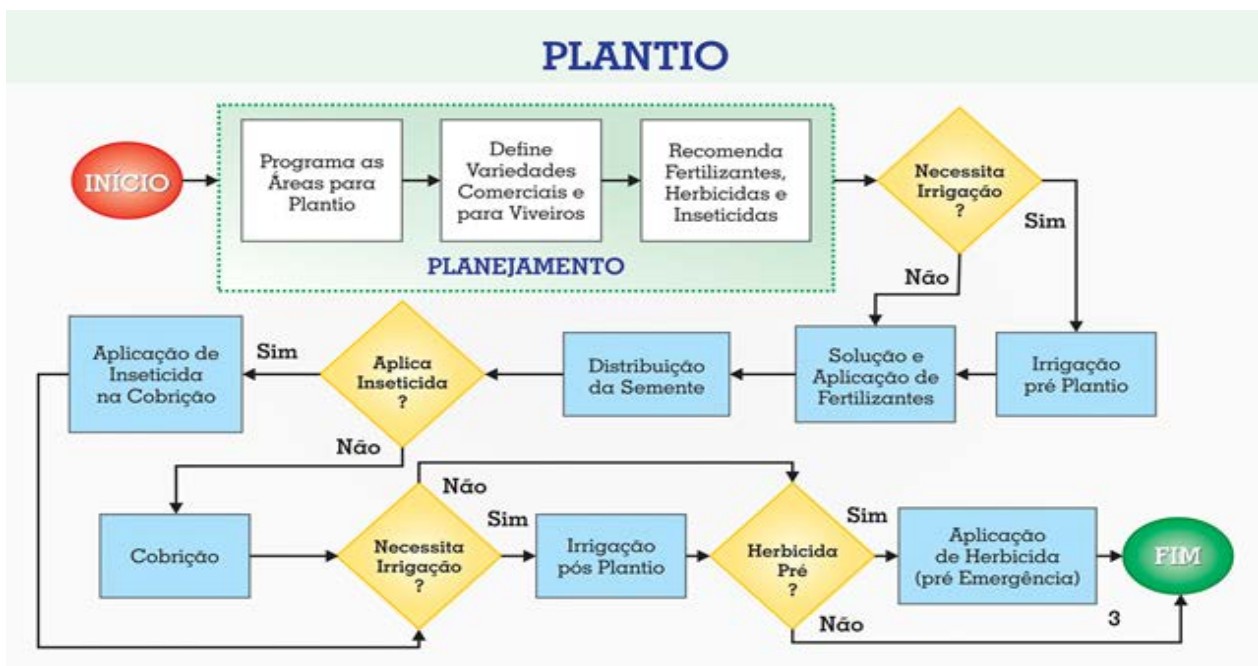 PLANTIO
INÍCIO
Programa as
Áreas para
Plantio
Define
Variedades
Comerciais e
para Viveiros
Recomenda
Fertilizantes,
Herbicidas e
Inseticidas
PLANEJAMENTO
Necessita
Irrigação
?
Sim
Não
Irrigação
pré Plantio
Solução e
Aplicação de
Fertilizantes
Distribuição
da Semente
Aplica
Inseticida
?
Sim
Aplicação de
Inseticida
na Cobrição
Não
Cobrição
Necessita
Irrigação
?
Não
Sim
Irrigação
pós Plantio
Herbicida
Pré
?
Sim
Aplicação
de Herbicida
(pré Emergência)
FIM
Não
3